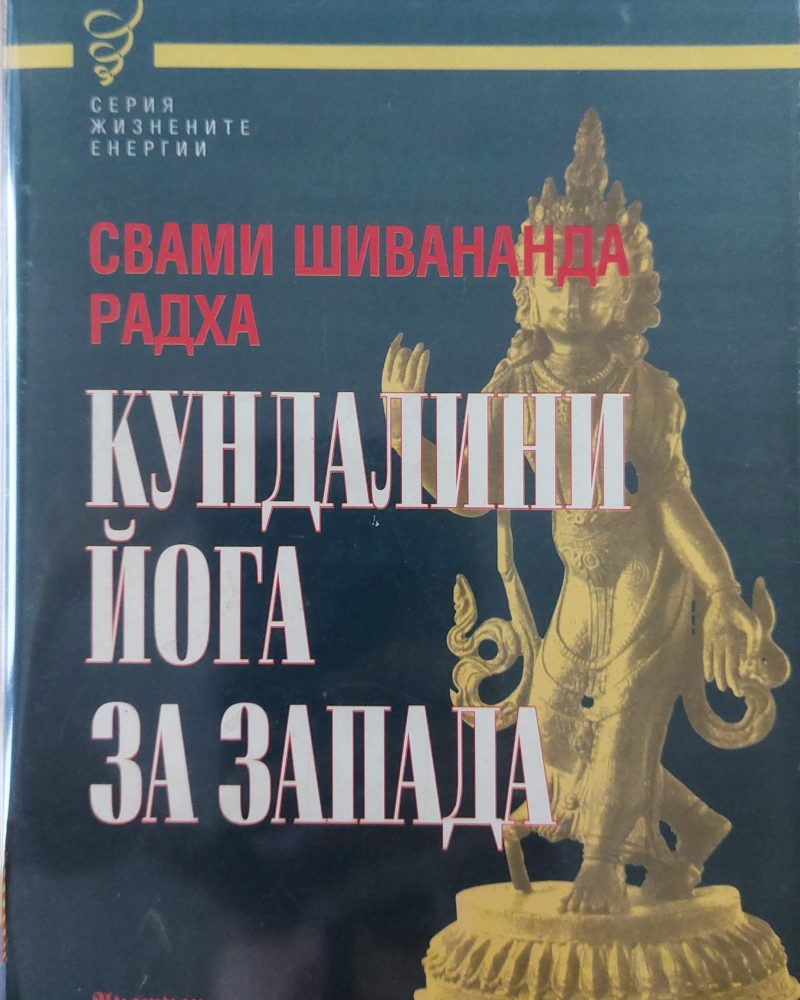 СЕРИЯ
ЖИЗНЕНИТЕ
ЕНЕРГИИ
СВАМИ ШИВАНАНДА
РАДХА
КУНДАЛИНИ
ЙОГА
ЗА ЗАПАДА